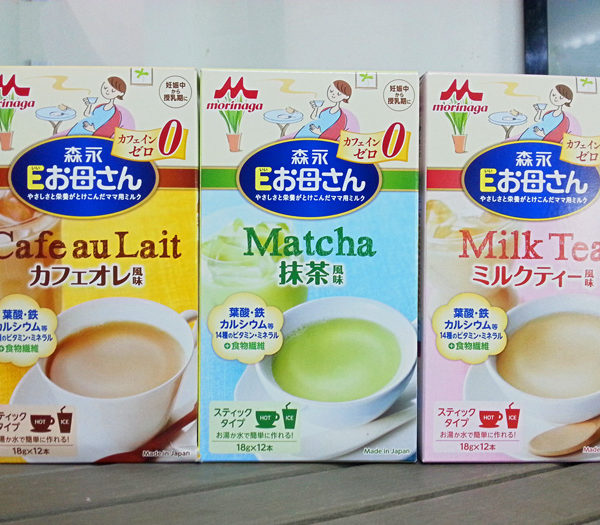 morinaga
カフェイン
ゼロ 0
森永
Eお母さん
やさしさと栄養がとけこんだママ用ミルク
Cafe au Lait
カフェオレ風味
葉酸・鉄
カルシウム等
ビタミン・ミネラル
+食物繊維
スティック
タイプ
HOT
ICE
お湯か水で簡単に作れる!
18g×12本
Made in Japan
morinaga
妊娠中
から
授乳期に
カフェイン
ゼロ 0
森永
Eお母さん
やさしさと栄養がとけこんだママ用ミルク
Matcha
抹茶風味
葉酸・鉄
カルシウム等
14種のビタミン・ミネラル
+食物繊維
スティック
タイプ
HOT
ICE
お湯か水で簡単に作れる!
18g×12本
Made in Japan
morinaga
妊娠中
から
授乳期に
カフェイン
ゼロ
森永
Eお母さん
やさしさと栄養がとけこんだママ用ミルク
Milk Tea
ミルクティー風味
葉酸・鉄
カルシウム等
14種のビタミン・ミネラル
+食物繊維
スティック
タイプ
HOT
ICE
お湯か水で簡単に作れる!
18g×12本
Made in Japan